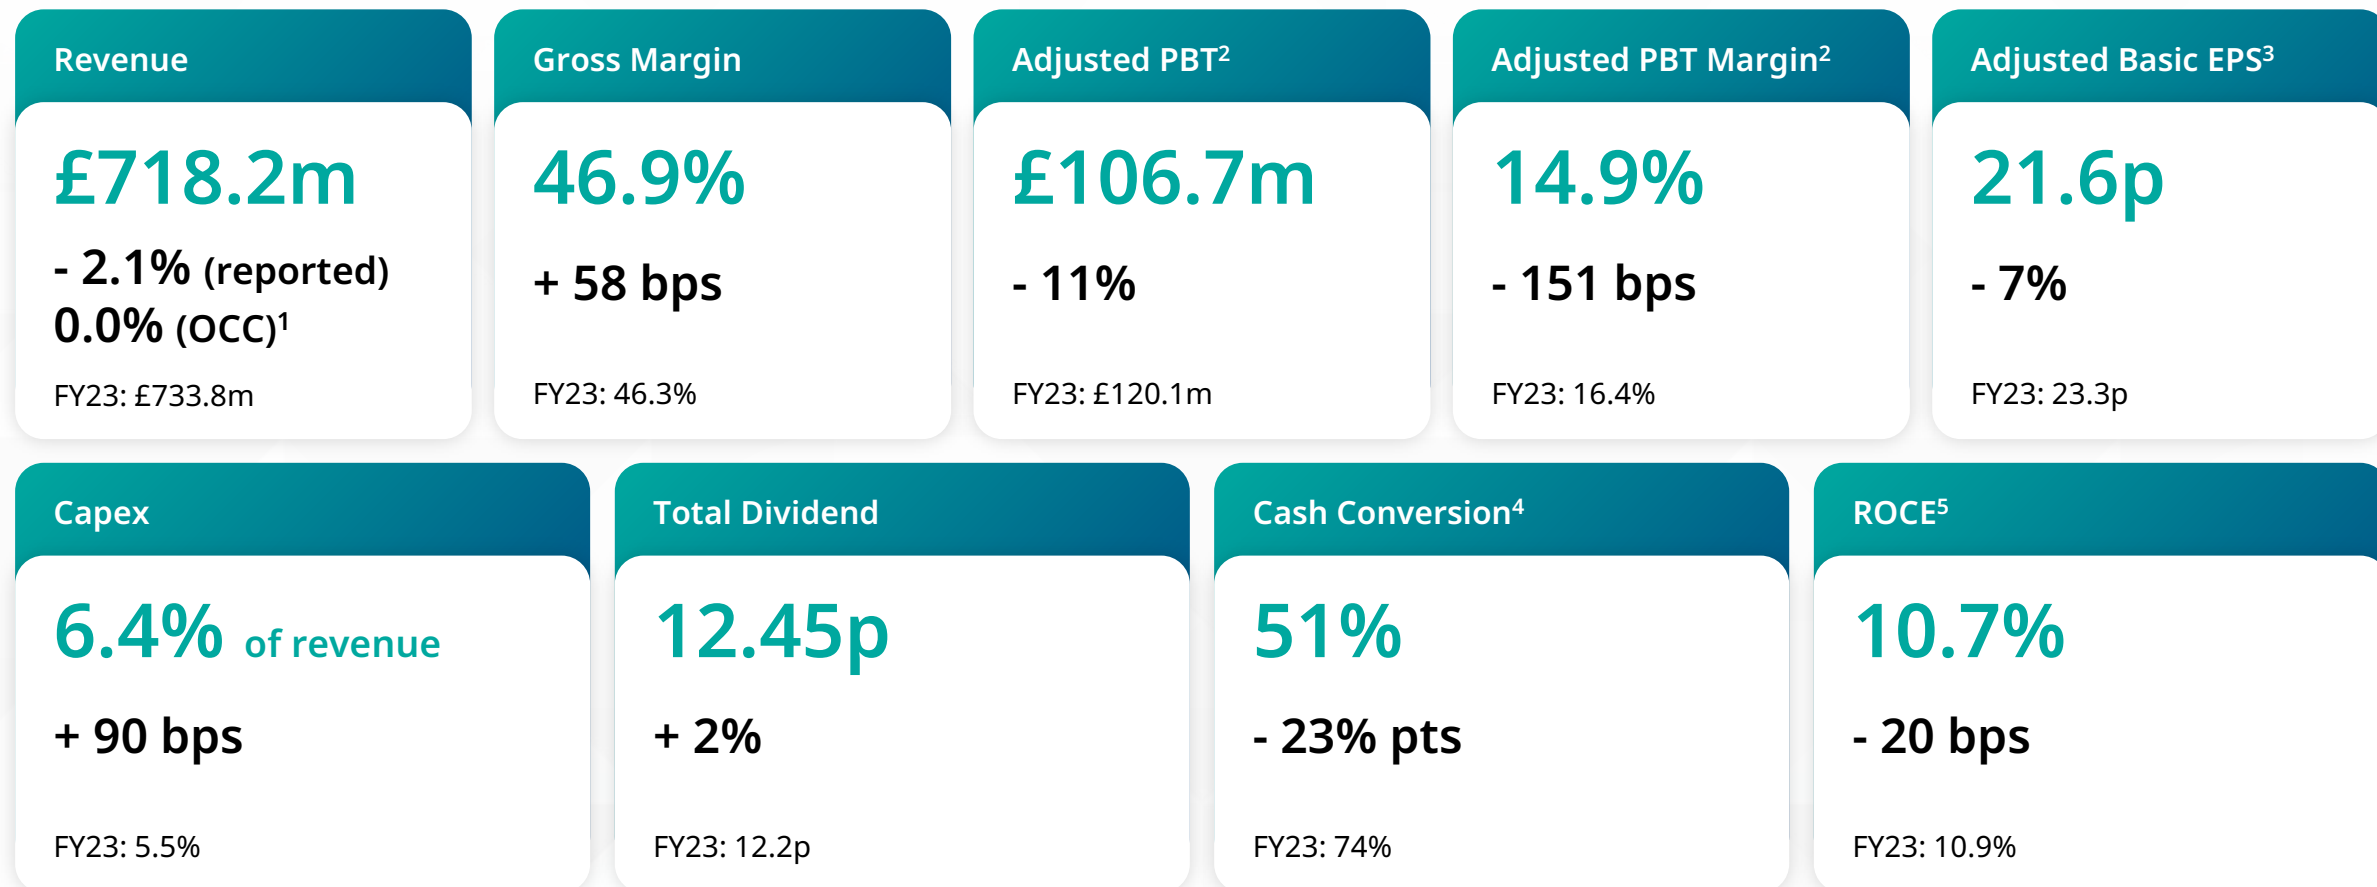 Revenue
£718.2m
- 2.1% (reported)
0.0% (OCC)¹
FY23: £733.8m
Gross Margin
46.9%
+ 58 bps
FY23: 46.3%
Adjusted PBT²
£106.7m
- 11%
FY23: £120.1m
Adjusted PBT Margin²
14.9%
- 151 bps
FY23: 16.4%
Adjusted Basic EPS³
21.6p
- 7%
FY23: 23.3p
Capex
6.4% of revenue
+ 90 bps
FY23: 5.5%
Total Dividend
12.45p
+ 2%
FY23: 12.2p
Cash Conversion⁴
51%
- 23% pts
FY23: 74%
ROCE⁵
10.7%
- 20 bps
FY23: 10.9%